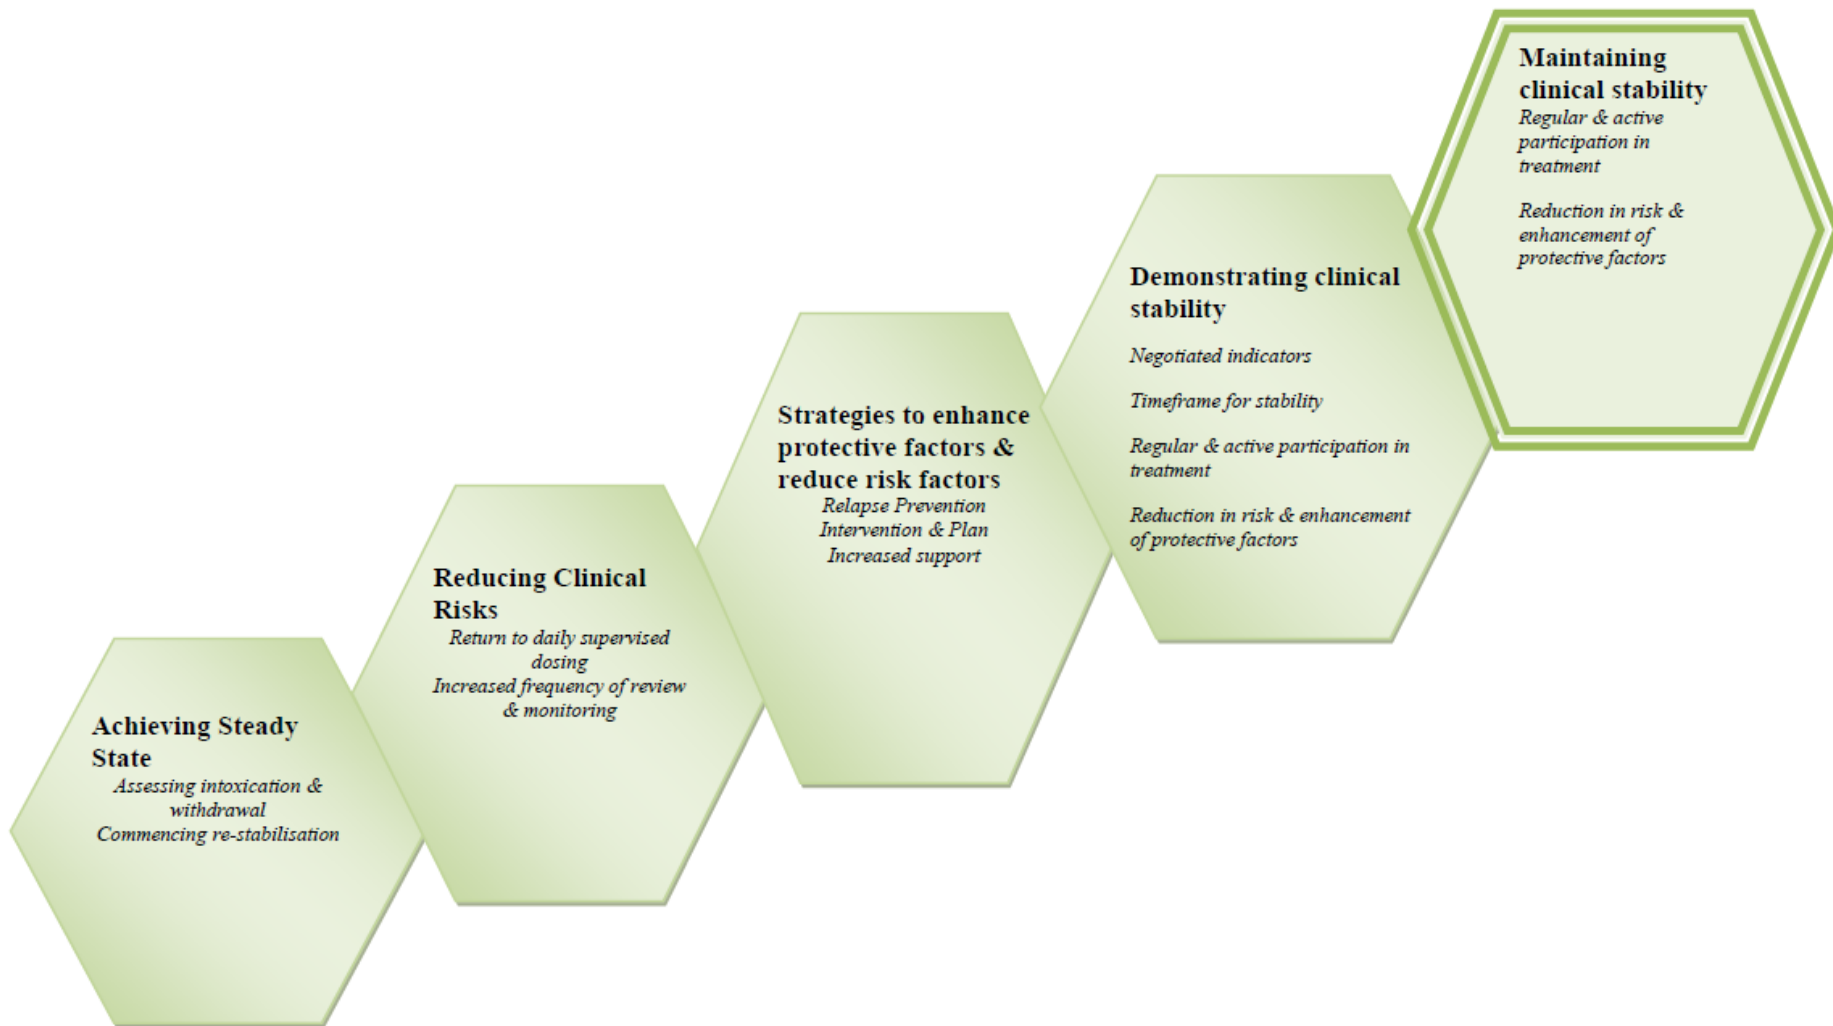 Achieving Steady
State
Assessing intoxication &
withdrawal
Commencing re-stabilisation
Reducing Clinical
Risks
Return to daily supervised
dosing
Increased frequency of review
& monitoring
Strategies to enhance
protective factors &
reduce risk factors
Relapse Prevention
Intervention & Plan
Increased support
Demonstrating clinical
stability
Negotiated indicators
Timeframe for stability
Regular & active participation in
treatment
Reduction in risk & enhancement
of protective factors
Maintaining
clinical stability
Regular & active
participation in
treatment
Reduction in risk &
enhancement of
protective factors